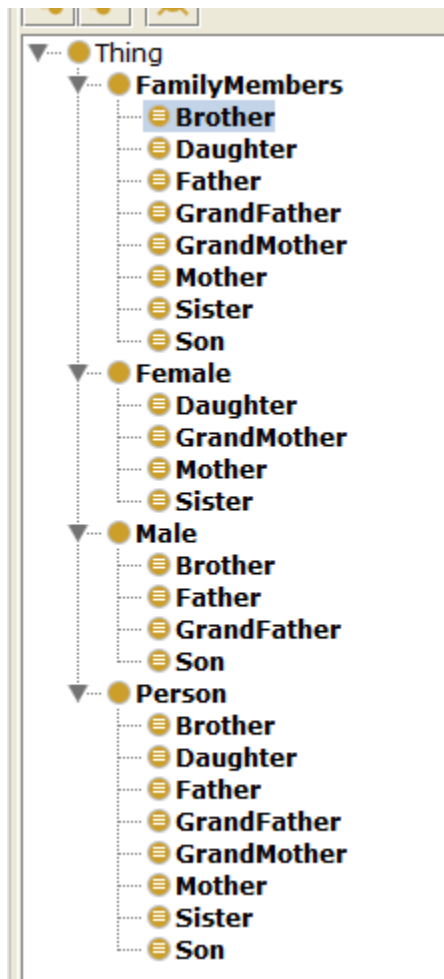 Thing
FamilyMembers
Brother
Daughter
Father
GrandFather
GrandMother
Mother
Sister
Son
Female
Daughter
GrandMother
Mother
Sister
Male
Brother
Father
GrandFather
Son
Person
Brother
Daughter
Father
GrandFather
GrandMother
Mother
Sister
Son